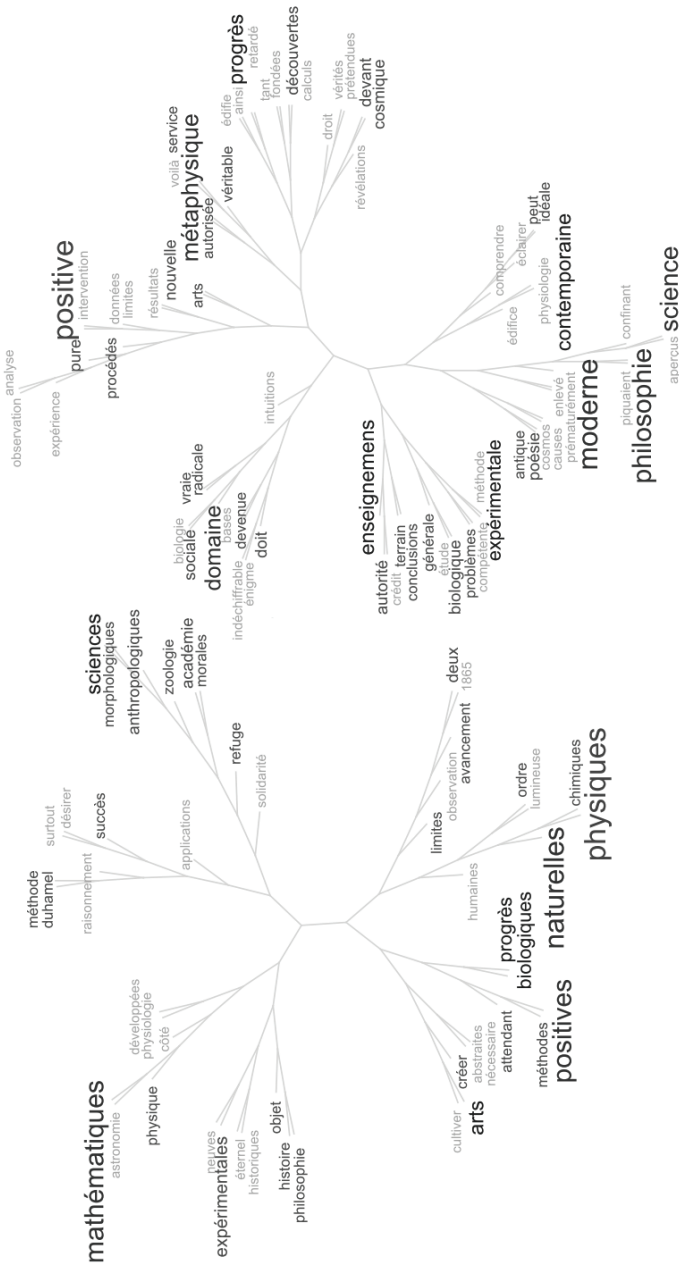 mathématiques
astronomie
physique
développées
physiologie
côté
neuves
expérimentales
éternel
historiques
objet
histoire
philosophie
méthode
duhamel
raisonnement
surtout
désirer
succès
applications
sciences
morphologiques
anthropologiques
zoologie
académie
morales
refuge
solidarité
deux
1865
avancement
observation
limites
humaines
ordre
lumineuse
chimiques
physiques
naturelles
progrès
biologiques
positives
méthodes
attendant
nécessaire
abstraites
créer
arts
cultiver
analyse
observation
expérience
pure
positive
intervention
procédés
données
limites
résultats
nouvelle
arts
voilà
service
métaphysique
autorisée
véritable
édifie
ainsi
progrès
retardé
tant
fondées
découvertes
calculs
droit
vérités
prétendues
devant
cosmique
révélations
intuitions
vraie
radicale
biologie
sociale
domaine
bases
devenue
doit
indéchiffrable
énigme
enseignemens
autorité
crédit
terrain
conclusions
générale
étude
biologique
problèmes
compétente
méthode
expérimentale
comprendre
éclairer
peut
idéale
physiologie
édifice
contemporaine
confinant
science
aperçus
philosophie
piquaient
moderne
enlevé
prématurément
causes
cosmos
poésie
antique